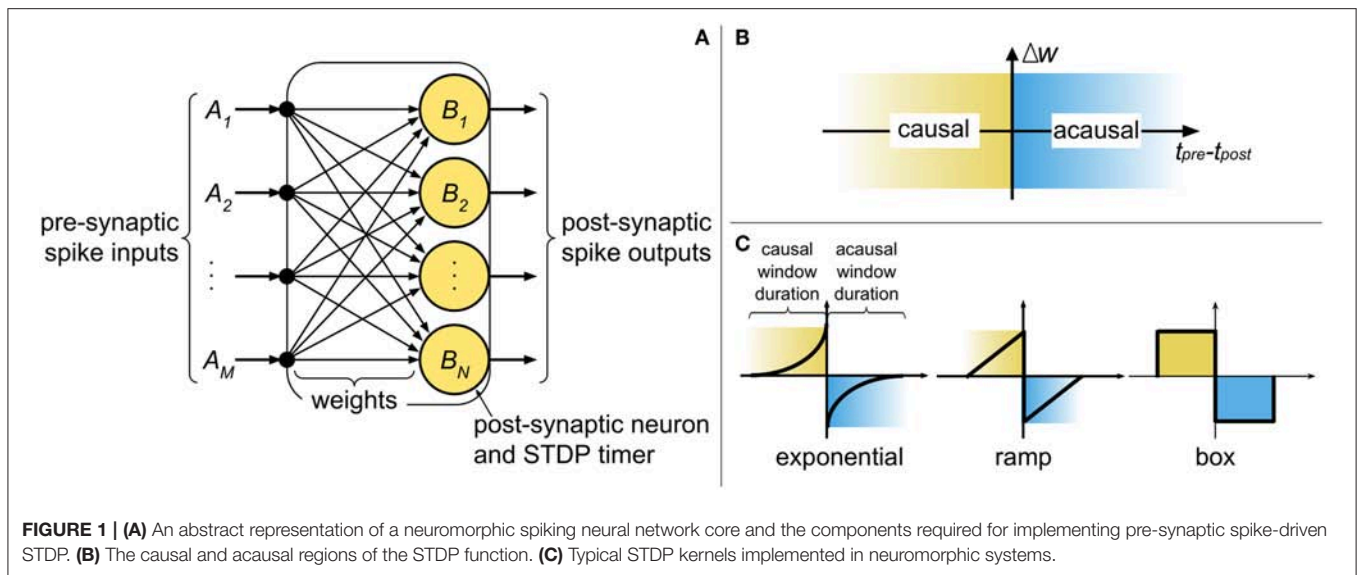 A
A1
A2
⋮
AM
pre-synaptic
spike inputs
B1
B2
⋮
BN
weights
post-synaptic
spike outputs
post-synaptic neuron
and STDP timer
B
Δw
causal
acausal
tpre-tpost
C
causal
window
duration
acausal
window
duration
exponential
ramp
box
FIGURE 1 | (A) An abstract representation of a neuromorphic spiking neural network core and the components required for implementing pre-synaptic spike-driven
STDP. (B) The causal and acausal regions of the STDP function. (C) Typical STDP kernels implemented in neuromorphic systems.